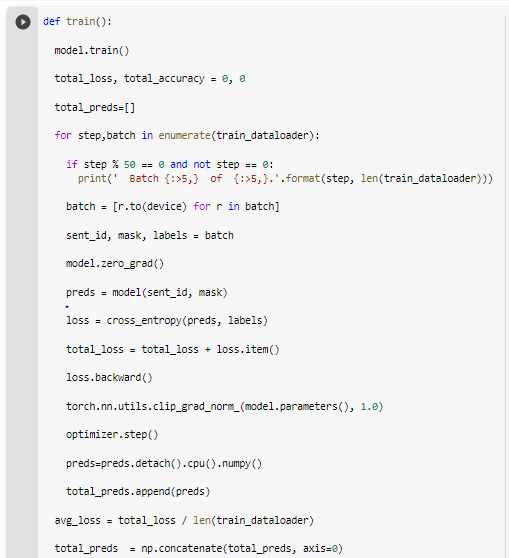 def train():
model.train()
total_loss, total_accuracy = 0, 0
total_preds=[]
for step,batch in enumerate(train_dataloader):
if step % 50 == 0 and not step == 0:
print('  Batch {:>5,}  of  {:>5,}.'.format(step, len(train_dataloader)))
batch = [r.to(device) for r in batch]
sent_id, mask, labels = batch
model.zero_grad()
preds = model(sent_id, mask)
loss = cross_entropy(preds, labels)
total_loss = total_loss + loss.item()
loss.backward()
torch.nn.utils.clip_grad_norm_(model.parameters(), 1.0)
optimizer.step()
preds=preds.detach().cpu().numpy()
total_preds.append(preds)
avg_loss = total_loss / len(train_dataloader)
total_preds  = np.concatenate(total_preds, axis=0)